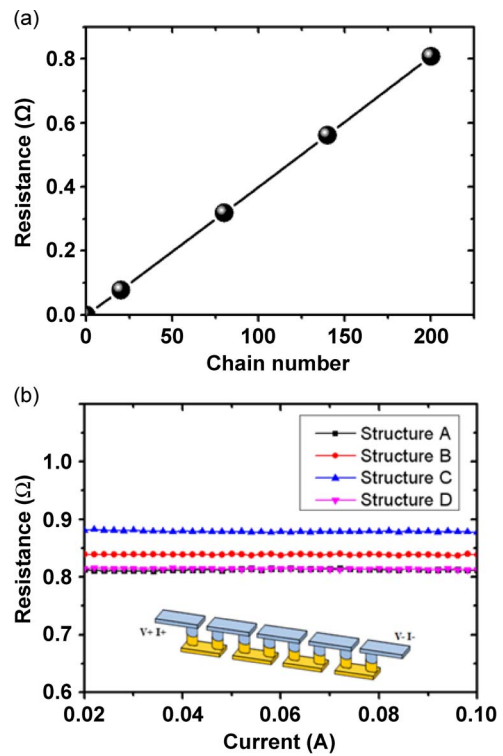 (a)
Resistance (Ω)
0.8
0.6
0.4
0.2
0.0
0 50 100 150 200
Chain number
(b)
Resistance (Ω)
1.0
0.9
0.8
0.7
0.6
Structure A
Structure B
Structure C
Structure D
V+ I+
V- I-
0.02 0.04 0.06 0.08 0.10
Current (A)